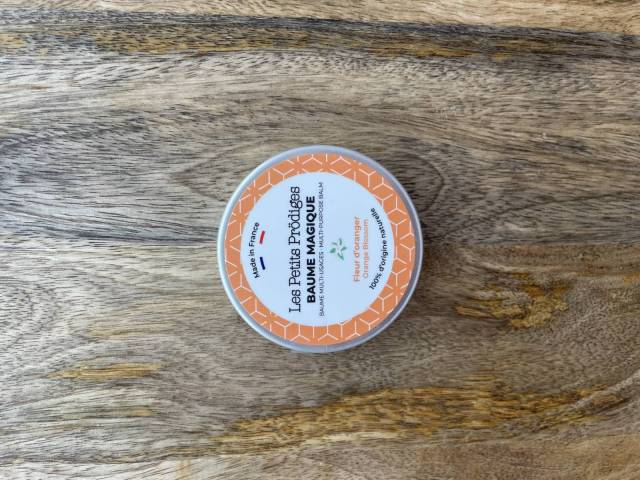 Made in France
Les Petits Prödiges
BAUME MAGIQUE
BAUME MULTI-USAGES · MULTI-PURPOSE BALM
Fleur d'oranger
Orange Blossom
100% d'origine naturelle